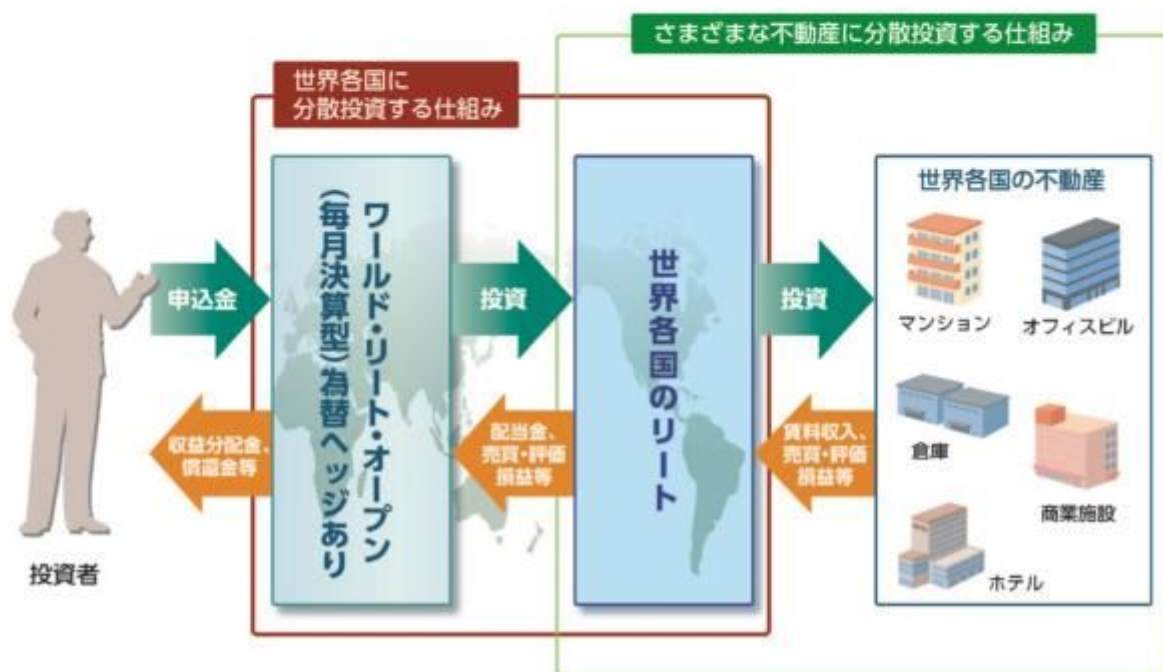 さまざまな不動産に分散投資する仕組み
世界各国に
分散投資する仕組み
申込金
収益分配金、
償還金等
投資者
ワールド・リート・オープン
(毎月決算型)為替ヘッジあり
投資
配当金、
売買・評価
損益等
世界各国のリート
投資
賃料収入、
売買・評価
損益等
世界各国の不動産
マンション
オフィスビル
倉庫
商業施設
ホテル